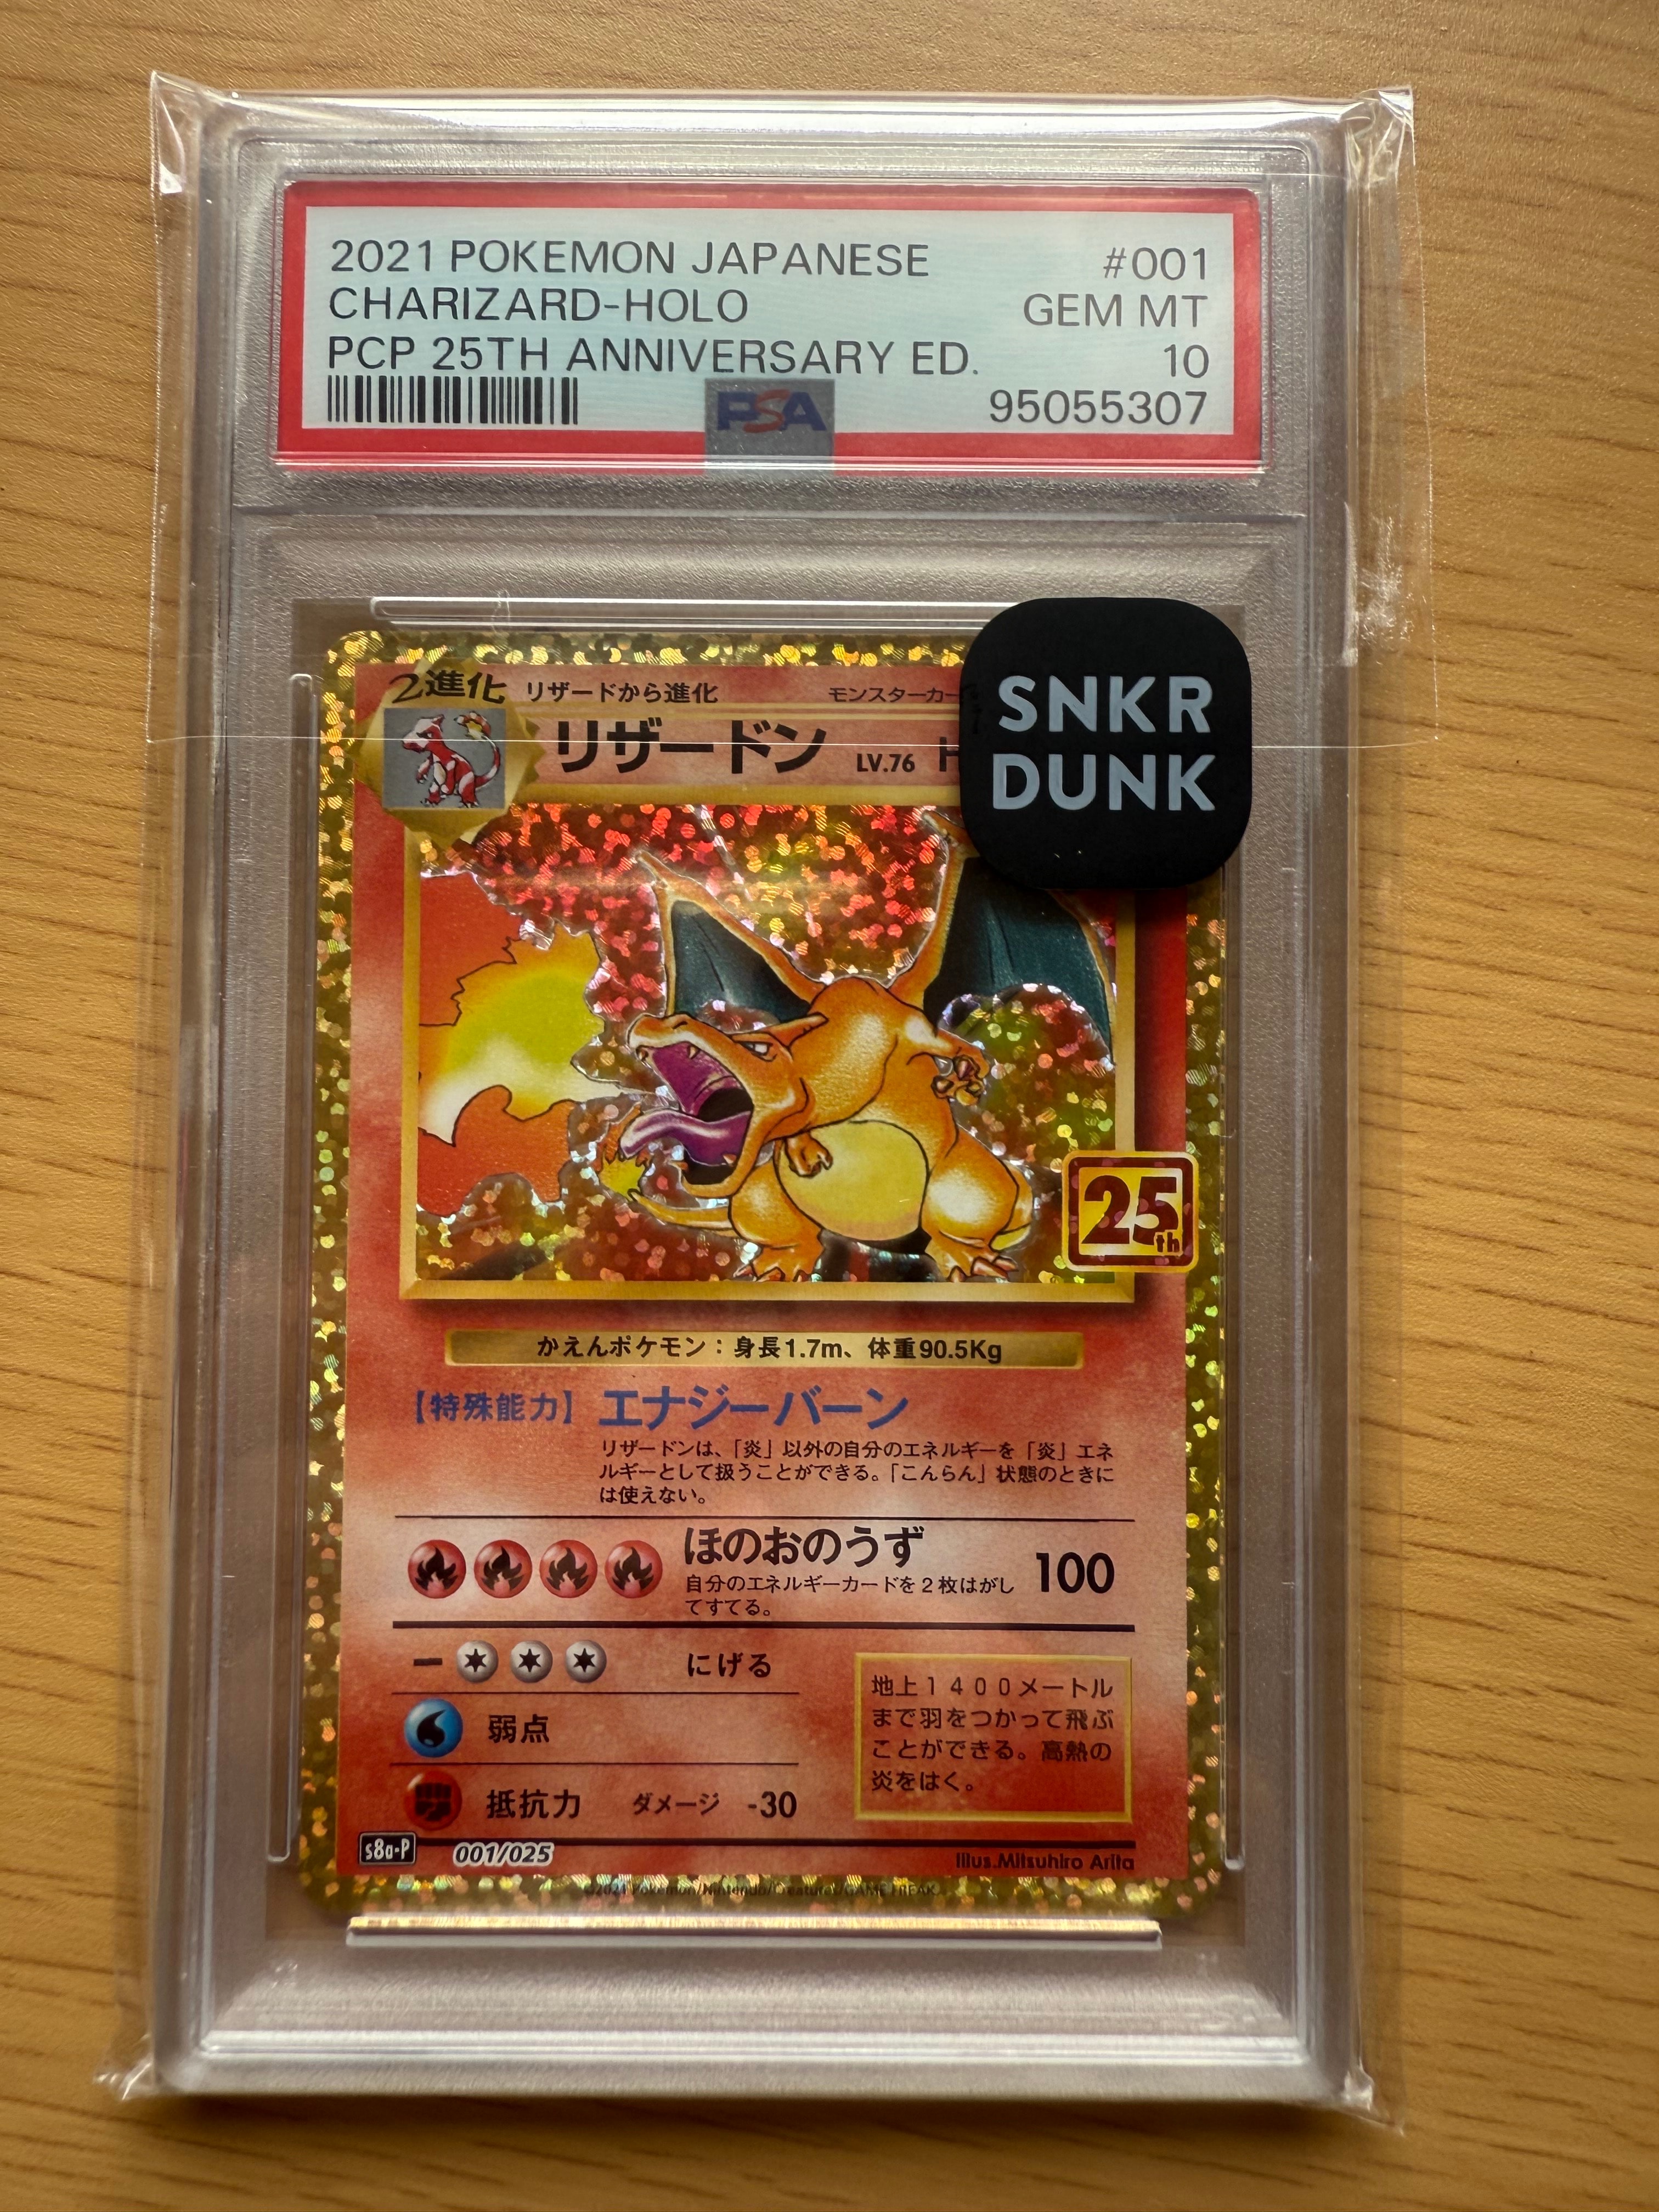 2021 POKEMON JAPANESE #001
CHARIZARD-HOLO GEM MT
PCP 25TH ANNIVERSARY ED. 10
PSA 95055307
2進化 リザードから進化 モンスターカー
リザードン LV.76 H
SNKR
DUNK
25th
かえんポケモン：身長1.7m、体重90.5Kg
【特殊能力】 エナジーバーン
リザードンは、「炎」以外の自分のエネルギーを「炎」エネ
ルギーとして扱うことができる。「こんらん」状態のときに
は使えない。
ほのおのうず 100
自分のエネルギーカードを2枚はがし
てすてる。
ー にげる
弱点
抵抗力 ダメージ -30
地上1400メートル
まで羽をつかって飛ぶ
ことができる。高熱の
炎をはく。
s8a-P 001/025 Illus.Mitsuhiro Arita
©2021 Pokémon/Nintendo/Creatures/GAME FREAK